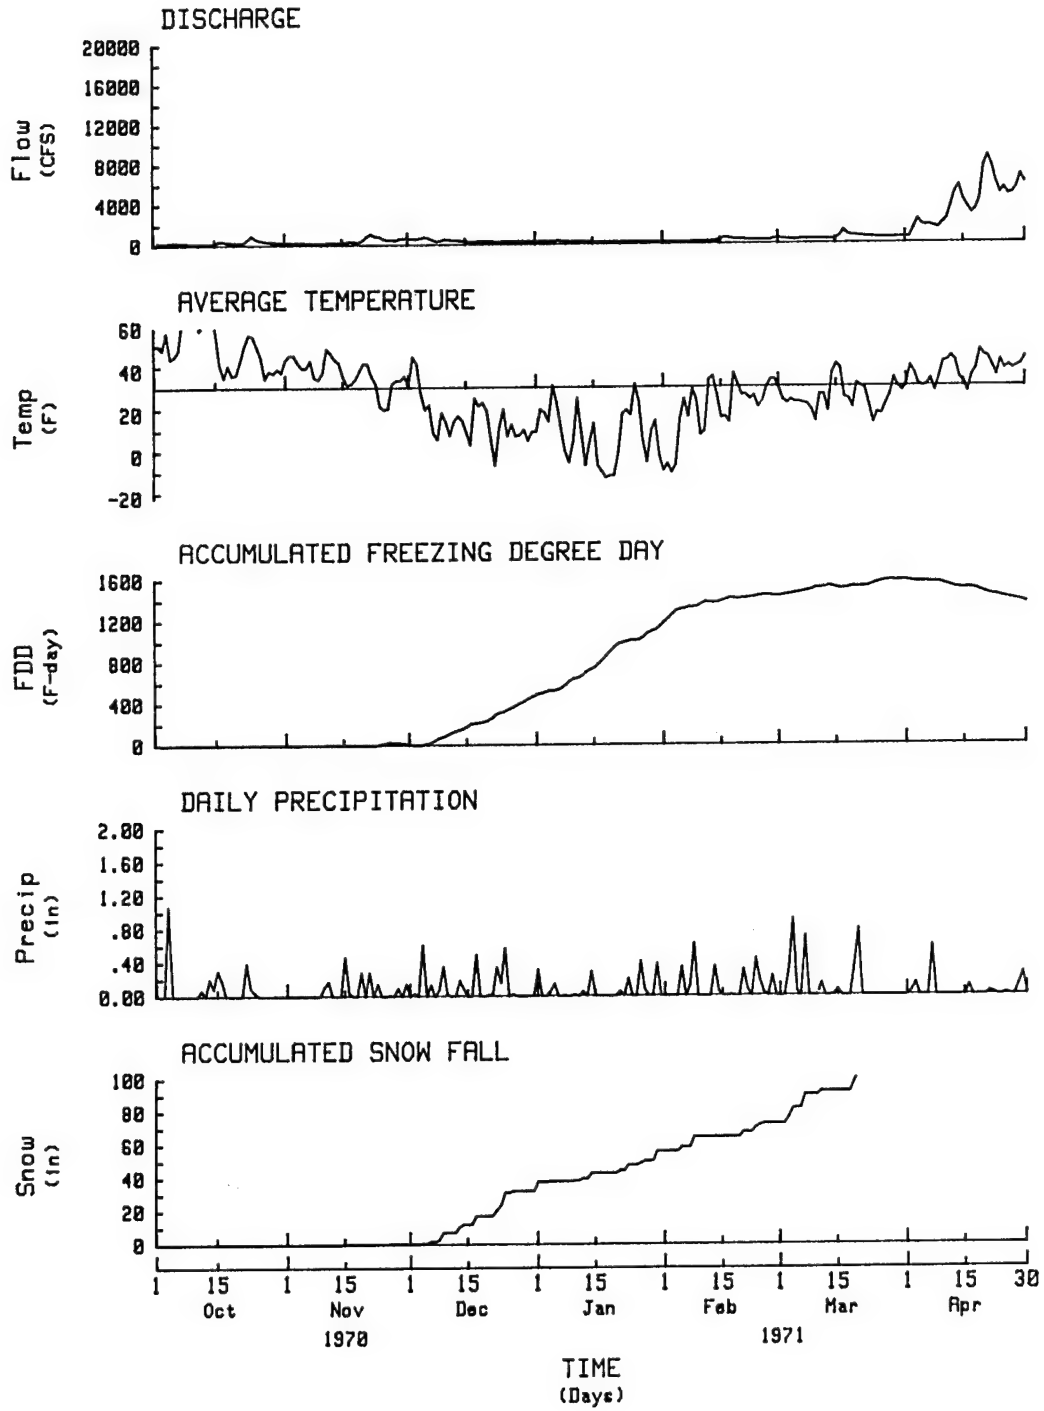 DISCHARGE
20000
16000
12000
8000
4000
0
Flow
(CFS)
AVERAGE TEMPERATURE
60
40
20
0
-20
Temp
(F)
ACCUMULATED FREEZING DEGREE DAY
1600
1200
800
400
0
FDD
(F-day)
DAILY PRECIPITATION
2.00
1.60
1.20
.80
.40
0.00
Precip
(in)
ACCUMULATED SNOW FALL
100
80
60
40
20
0
Snow
(in)
1 15 1 15 1 15 1 15 1 15 1 15 1 15 30
Oct Nov Dec Jan Feb Mar Apr
1970 1971
TIME
(Days)